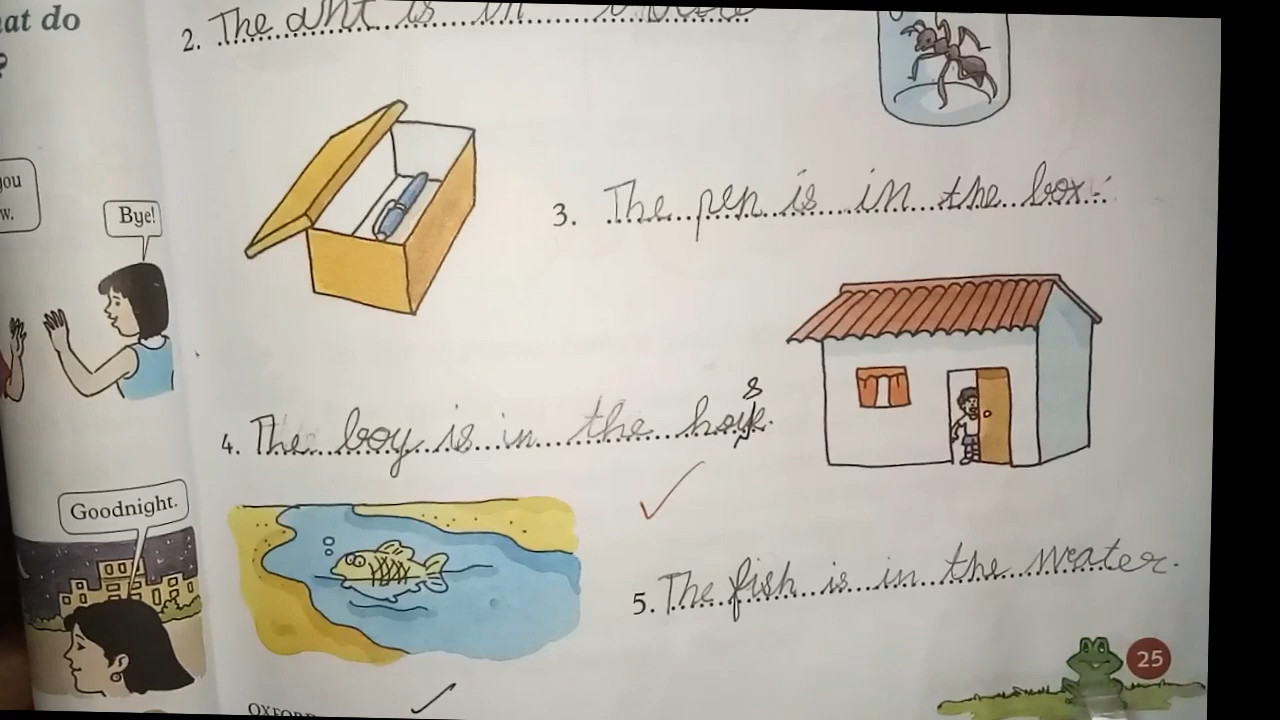 at do
?
2. The ant is in
you
w.
Bye!
3. The pen is in the box.
4. The boy is in the
Goodnight.
5. The fish is in the water.
25
OXFORD